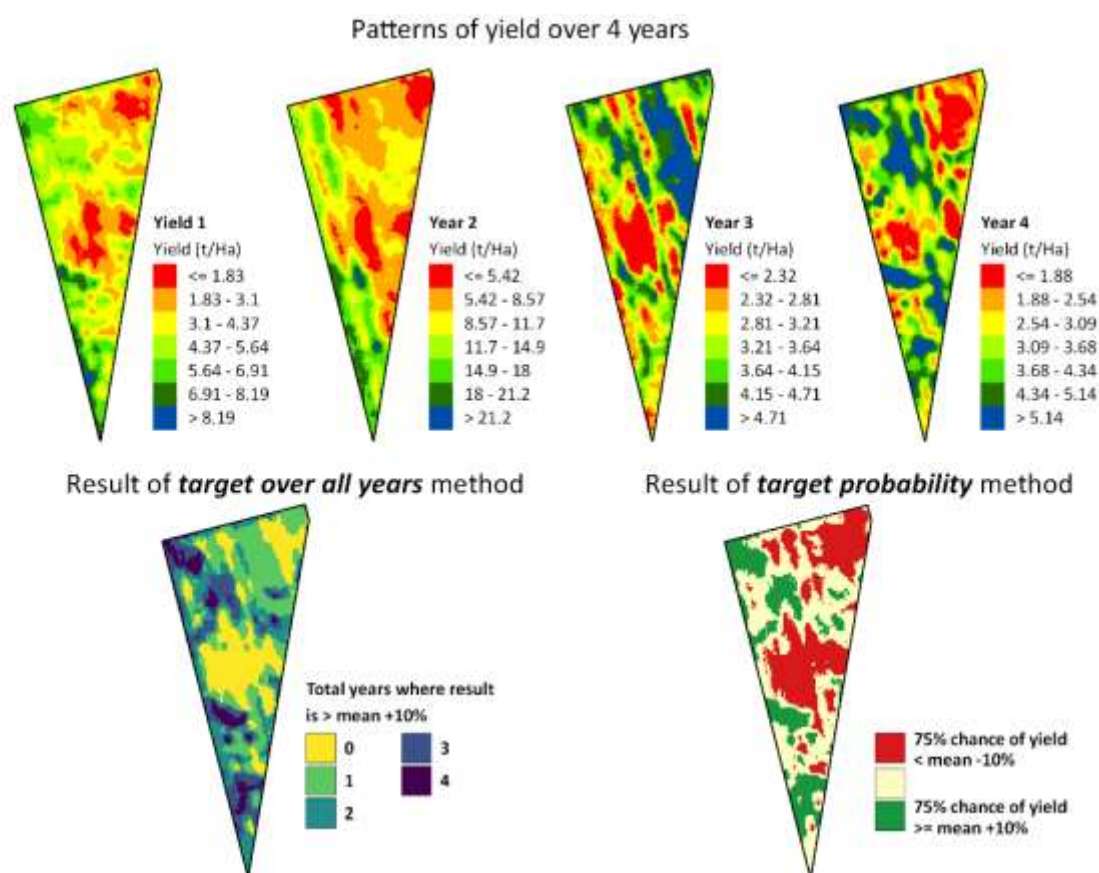 Patterns of yield over 4 years
Yield 1
Yield (t/Ha)
<= 1.83
1.83 - 3.1
3.1 - 4.37
4.37 - 5.64
5.64 - 6.91
6.91 - 8.19
> 8.19
Year 2
Yield (t/Ha)
<= 5.42
5.42 - 8.57
8.57 - 11.7
11.7 - 14.9
14.9 - 18
18 - 21.2
> 21.2
Year 3
Yield (t/Ha)
<= 2.32
2.32 - 2.81
2.81 - 3.21
3.21 - 3.64
3.64 - 4.15
4.15 - 4.71
> 4.71
Year 4
Yield (t/Ha)
<= 1.88
1.88 - 2.54
2.54 - 3.09
3.09 - 3.68
3.68 - 4.34
4.34 - 5.14
> 5.14
Result of target over all years method
Total years where result
is > mean +10%
0
1
2
3
4
Result of target probability method
75% chance of yield
< mean -10%
75% chance of yield
>= mean +10%